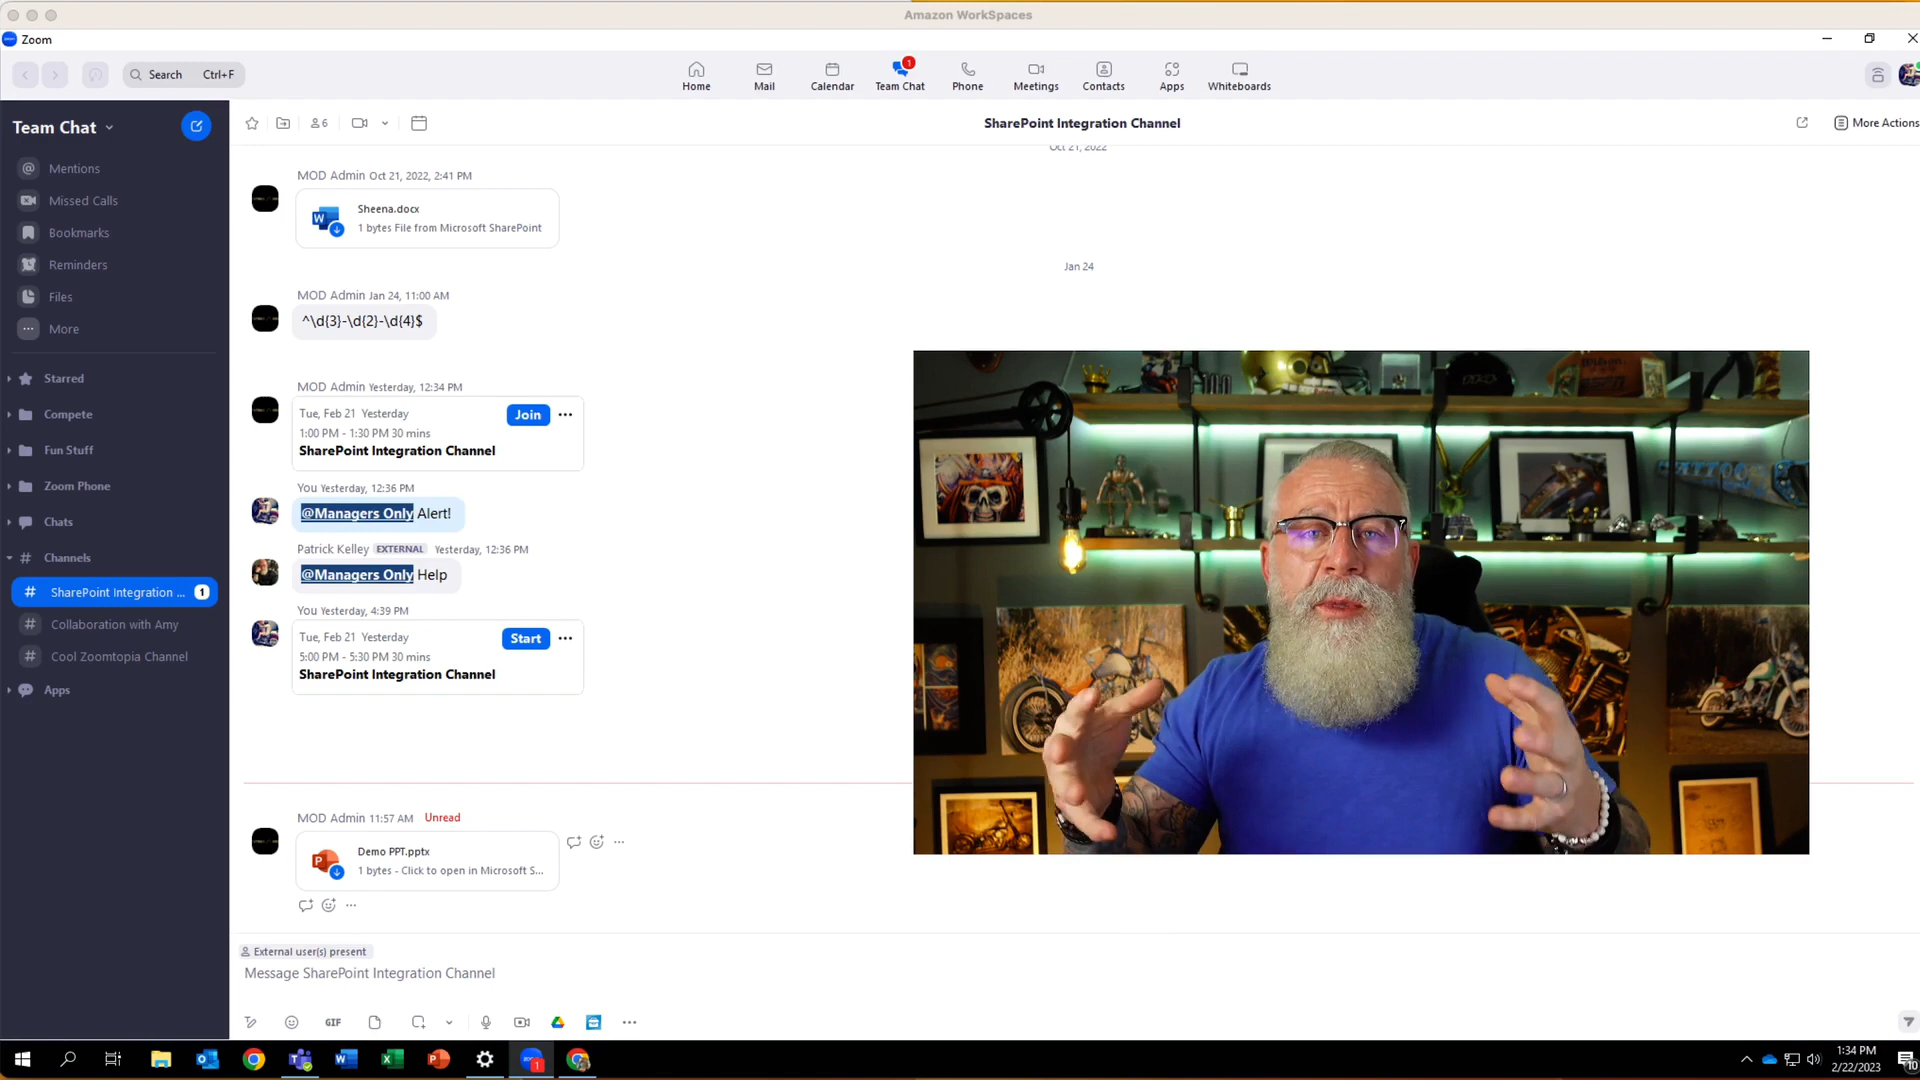 Amazon WorkSpaces
Zoom
Search Ctrl+F
Home
Mail
Calendar
1
Team Chat
Phone
Meetings
Contacts
Apps
Whiteboards
Team Chat
Mentions
Missed Calls
Bookmarks
Reminders
Files
More
Starred
Compete
Fun Stuff
Zoom Phone
Chats
Channels
SharePoint Integration ... 1
Collaboration with Amy
Cool Zoomtopia Channel
Apps
6
SharePoint Integration Channel
More Actions
Oct 21, 2022
MOD Admin Oct 21, 2022, 2:41 PM
Sheena.docx
1 bytes File from Microsoft SharePoint
Jan 24
MOD Admin Jan 24, 11:00 AM
^\d{3}-\d{2}-\d{4}$
MOD Admin Yesterday, 12:34 PM
Tue, Feb 21 Yesterday
Join
1:00 PM - 1:30 PM 30 mins
SharePoint Integration Channel
You Yesterday, 12:36 PM
@Managers Only Alert!
Patrick Kelley EXTERNAL Yesterday, 12:36 PM
@Managers Only Help
You Yesterday, 4:39 PM
Tue, Feb 21 Yesterday
Start
5:00 PM - 5:30 PM 30 mins
SharePoint Integration Channel
MOD Admin 11:57 AM Unread
Demo PPT.pptx
1 bytes - Click to open in Microsoft S...
External user(s) present
Message SharePoint Integration Channel
GIF
1:34 PM
2/22/2023
10